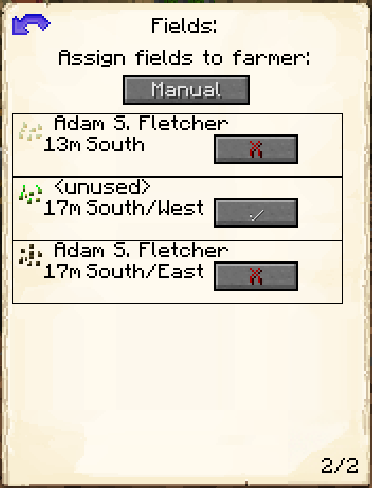 Fields:
Assign fields to farmer:
Manual
Adam S. Fletcher
13m South
<unused>
17m South/West
Adam S. Fletcher
17m South/East
2/2